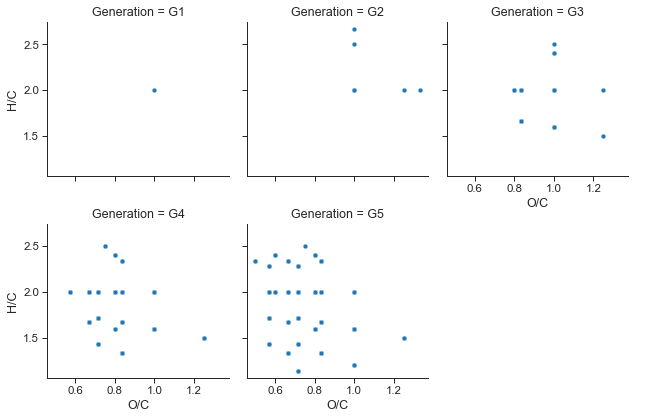 Generation = G1
Generation = G2
Generation = G3
2.5
2.0
1.5
H/C
0.6 0.8 1.0 1.2
O/C
Generation = G4
Generation = G5
2.5
2.0
1.5
H/C
0.6 0.8 1.0 1.2
O/C
0.6 0.8 1.0 1.2
O/C